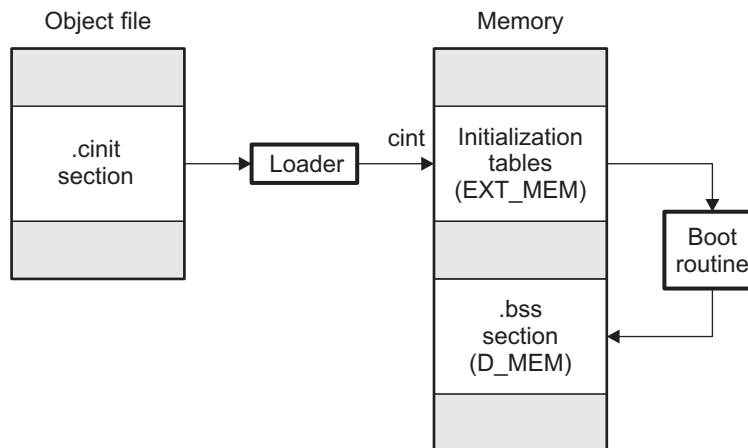 Object file
Memory
.cinit
section
Loader
cint
Initialization
tables
(EXT_MEM)
Boot
routine
.bss
section
(D_MEM)